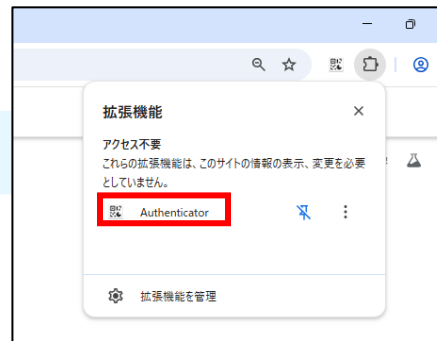 拡張機能
アクセス不要
これらの拡張機能は、このサイトの情報の表示、変更を必要
としていません。
Authenticator
拡張機能を管理